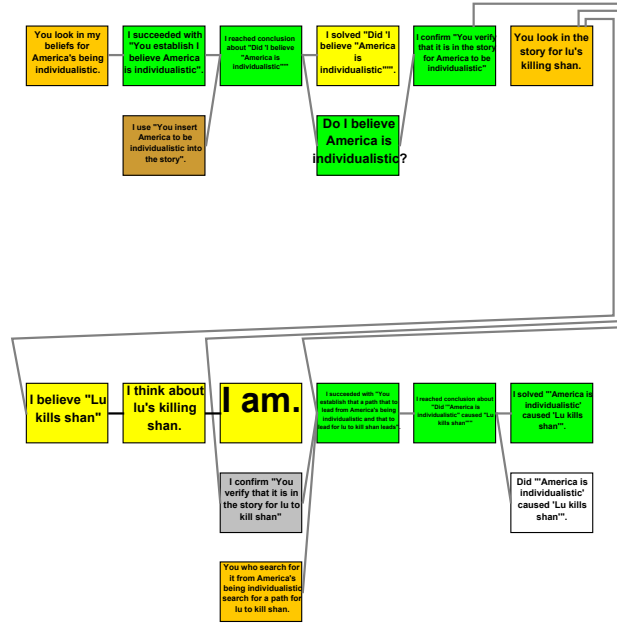 You look in my
beliefs for
America's being
individualistic.
I succeeded with
"You establish I
believe America
is individualistic".
I reached conclusion
about "Did 'I believe
"America is
individualistic"'"
I solved "Did 'I
believe "America
is
individualistic"'".
I confirm "You verify
that it is in the story
for America to be
individualistic"
You look in the
story for lu's
killing shan.
I use "You insert
America to be
individualistic into
the story".
Do I believe
America is
individualistic?
I believe "Lu
kills shan"
I think about
lu's killing
shan.
I am.
I succeeded with "You
establish that a path that to
lead from America's being
individualistic and that to
lead for lu to kill shan leads".
I reached conclusion about
"Did '"America is
individualistic" caused "Lu
kills shan"'"
I solved "'America is
individualistic'
caused 'Lu kills
shan'".
I confirm "You
verify that it is in
the story for lu to
kill shan"
Did "'America is
individualistic'
caused 'Lu kills
shan'".
You who search for
it from America's
being individualistic
search for a path for
lu to kill shan.